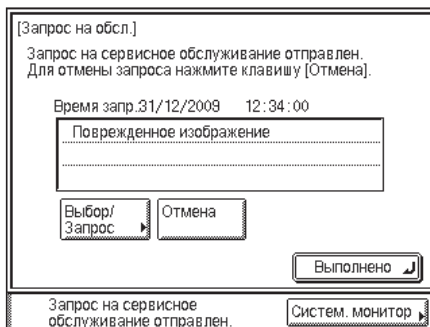 [Запрос на обсл.]
Запрос на сервисное обслуживание отправлен.
Для отмены запроса нажмите клавишу [Отмена].
Время запр.31/12/2009 12:34:00
Поврежденное изображение
Выбор/
Запрос
Отмена
Выполнено
Запрос на сервисное
обслуживание отправлен.
Систем. монитор